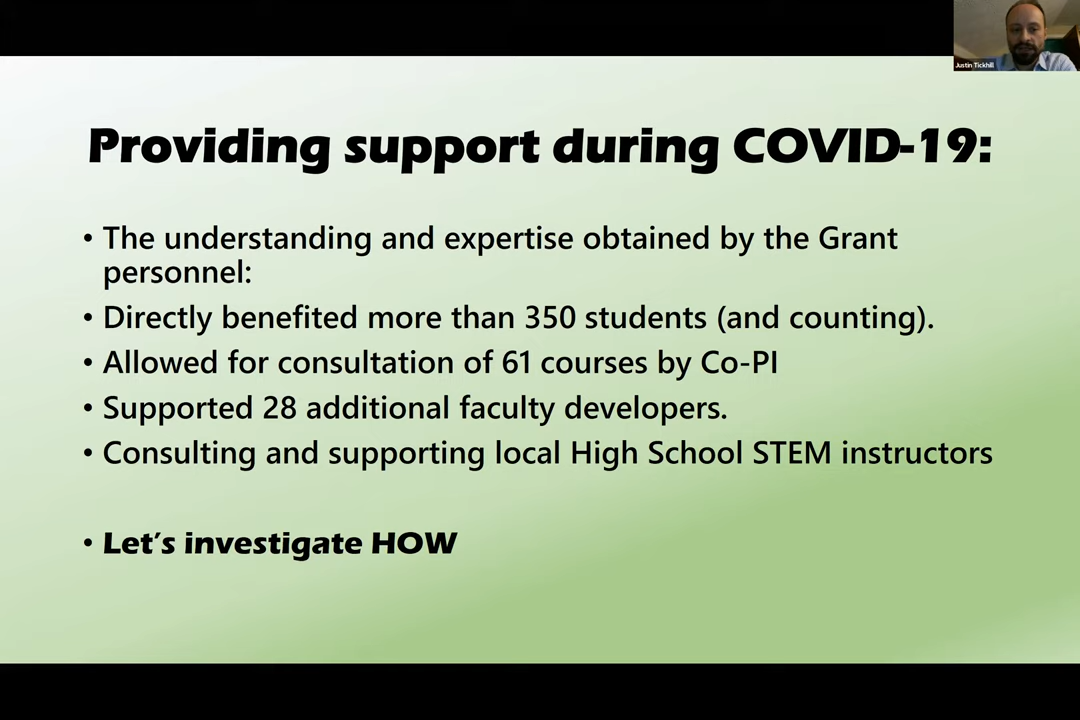 Justin Tickhill
Providing support during COVID-19:
• The understanding and expertise obtained by the Grant
personnel:
• Directly benefited more than 350 students (and counting).
• Allowed for consultation of 61 courses by Co-PI
• Supported 28 additional faculty developers.
• Consulting and supporting local High School STEM instructors
• Let's investigate HOW